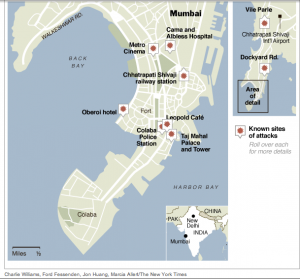 Mumbai
WALKESHWAR RD.
Cama and
Albless Hospital
Metro
Cinema
BACK
BAY
Chhatrapati Shivaji
railway station
Oberoi hotel
Fort
Leopold Café
Colaba
Police
Station
Taj Mahal
Palace
and Tower
HARBOR BAY
Colaba
Miles ½
CHINA
PAK.
New
Delhi
INDIA
Mumbai
Vile Parle
Chhatrapati Shivaji
Int'l Airport
Dockyard Rd.
Area of
detail
Known sites
of attacks
Roll over each
for more details
Charlie Williams, Ford Fessenden, Jon Huang, Marcia Allert/The New York Times